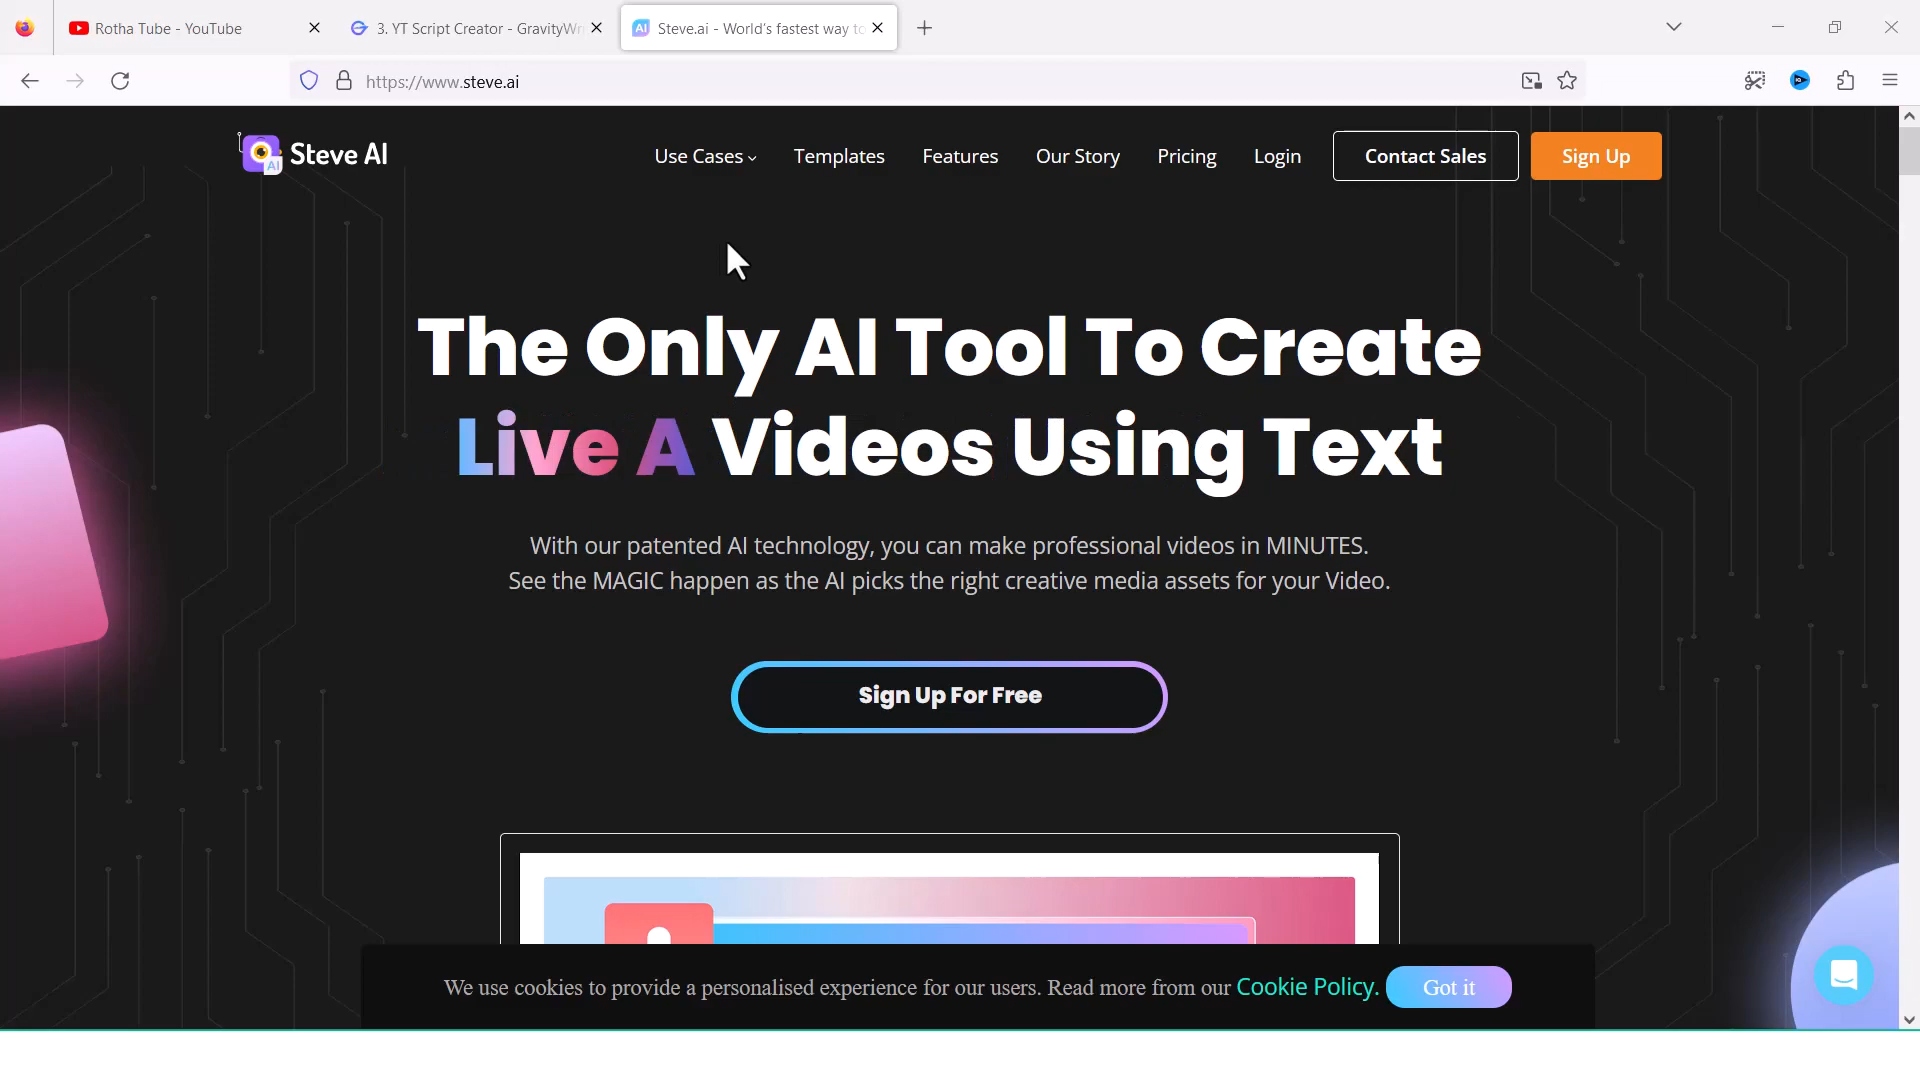 Rotha Tube - YouTube
3. YT Script Creator - GravityWr
Steve.ai - World's fastest way to
https://www.steve.ai
AI Steve AI
Use Cases
Templates
Features
Our Story
Pricing
Login
Contact Sales
Sign Up
The Only AI Tool To Create
Live A Videos Using Text
With our patented AI technology, you can make professional videos in MINUTES.
See the MAGIC happen as the AI picks the right creative media assets for your Video.
Sign Up For Free
We use cookies to provide a personalised experience for our users. Read more from our Cookie Policy. Got it